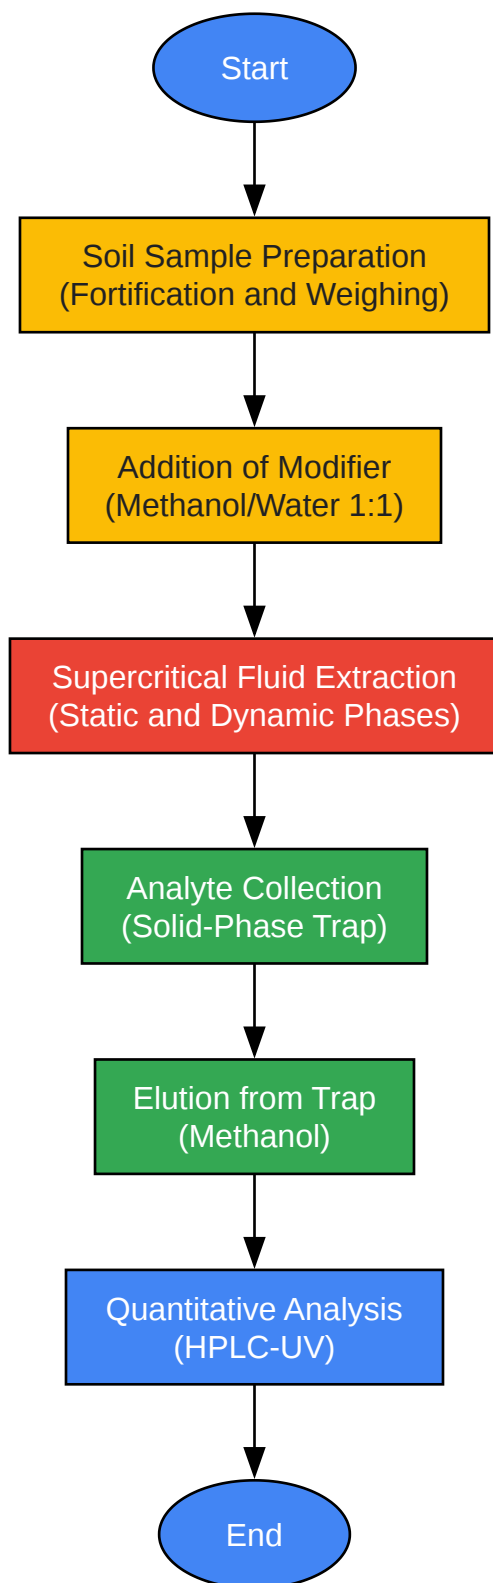 Start
Soil Sample Preparation
(Fortification and Weighing)
Addition of Modifier
(Methanol/Water 1:1)
Supercritical Fluid Extraction
(Static and Dynamic Phases)
Analyte Collection
(Solid-Phase Trap)
Elution from Trap
(Methanol)
Quantitative Analysis
(HPLC-UV)
End